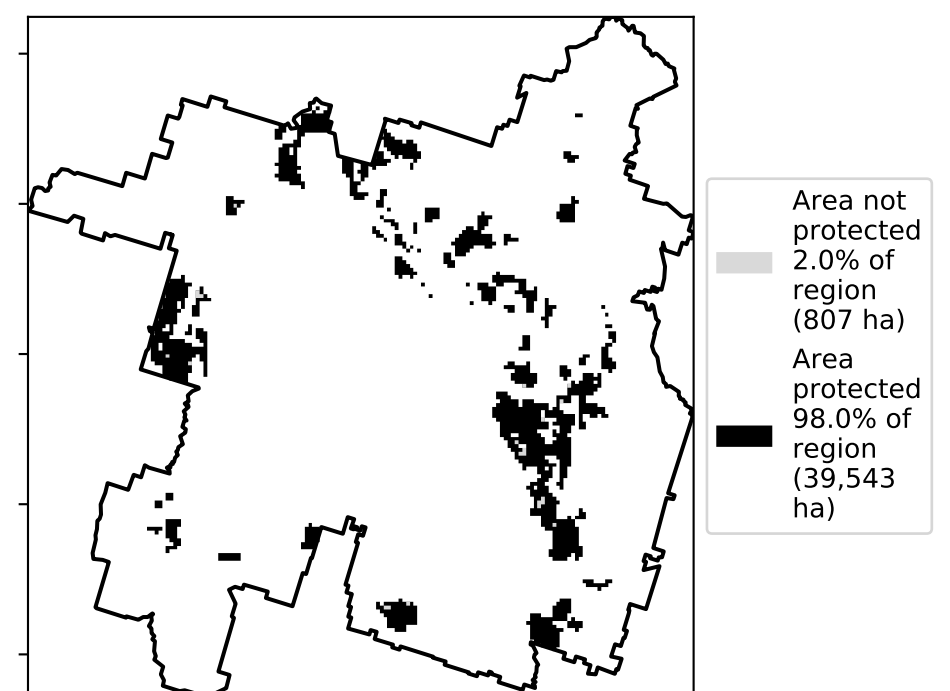 Area not
protected
2.0% of
region
(807 ha)
Area
protected
98.0% of
region
(39,543
ha)